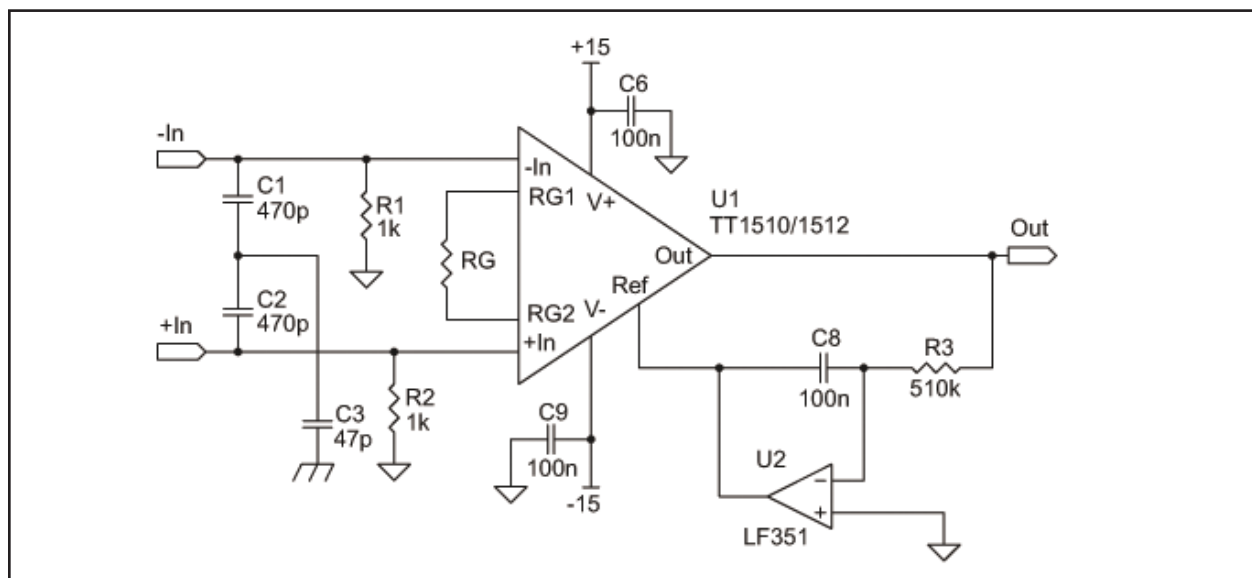 +15
C6
100n
-In
C1
470p
R1
1k
-In
RG1
V+
U1
TT1510/1512
Out
RG
Out
Ref
C2
470p
RG2
V-
+In
+In
C8
100n
R3
510k
R2
1k
C3
47p
C9
100n
-15
U2
−
+
LF351